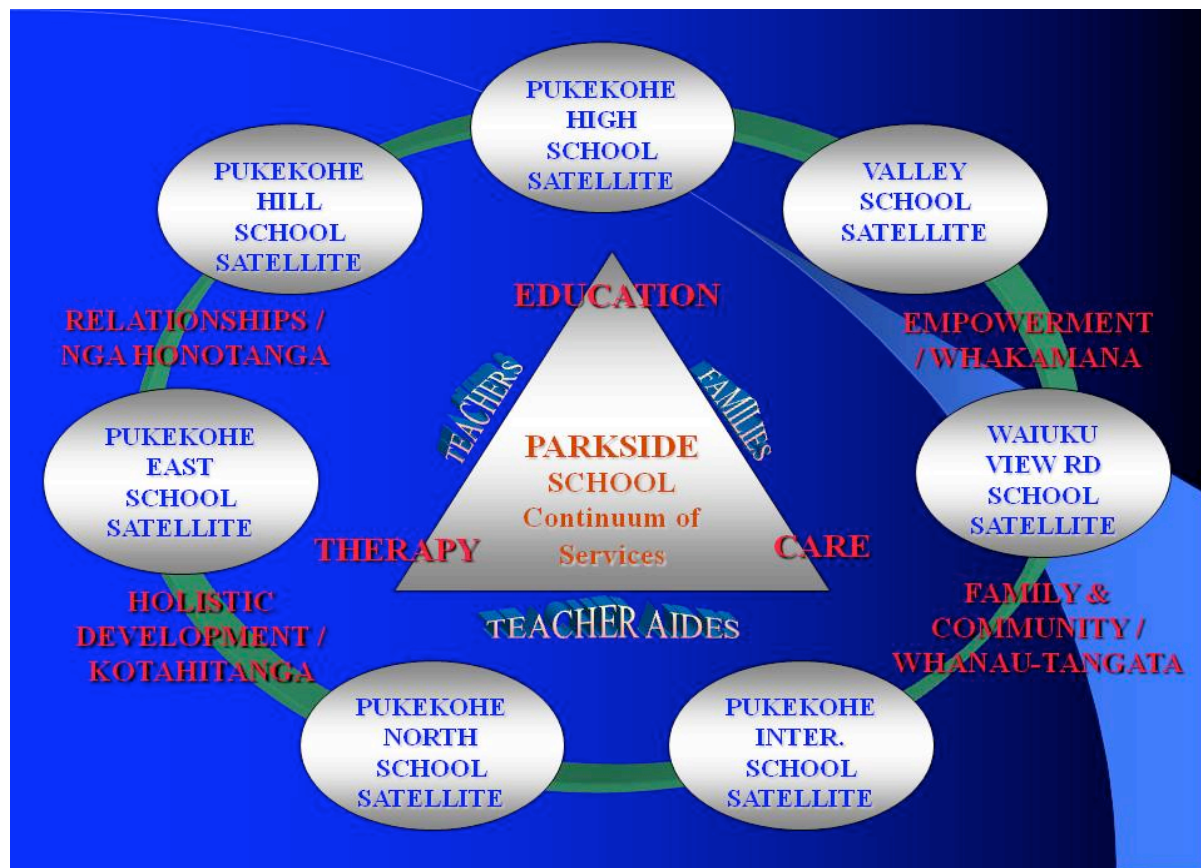 PUKEKOHE
HIGH
SCHOOL
SATELLITE
PUKEKOHE
HILL
SCHOOL
SATELLITE
VALLEY
SCHOOL
SATELLITE
EDUCATION
RELATIONSHIPS /
NGA HONOTANGA
EMPOWERMENT
/ WHAKAMANA
TEACHERS
FAMILIES
PUKEKOHE
EAST
SCHOOL
SATELLITE
PARKSIDE
SCHOOL
Continuum of
Services
WAIUKU
VIEW RD
SCHOOL
SATELLITE
THERAPY
CARE
HOLISTIC
DEVELOPMENT /
KOTAHITANGA
TEACHER AIDES
FAMILY &
COMMUNITY /
WHANAU-TANGATA
PUKEKOHE
NORTH
SCHOOL
SATELLITE
PUKEKOHE
INTER.
SCHOOL
SATELLITE